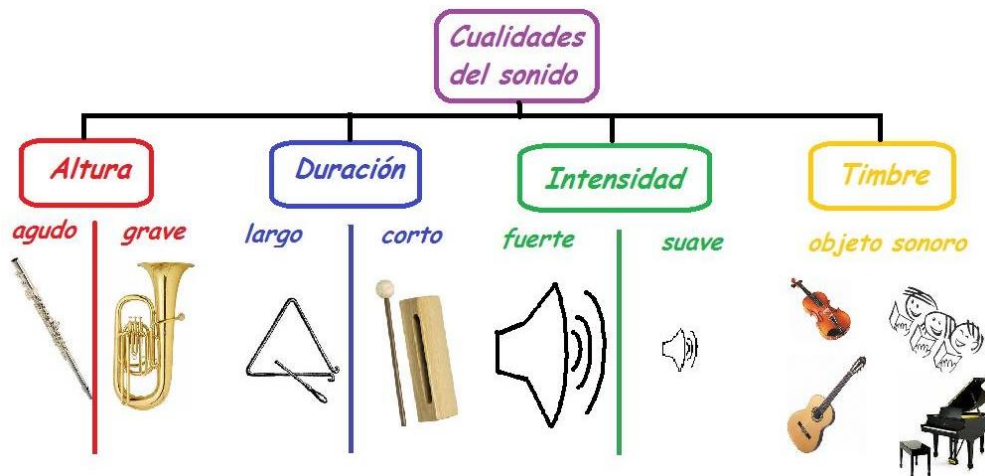 Cualidades
del sonido
Altura
Duración
Intensidad
Timbre
agudo
grave
largo
corto
fuerte
suave
objeto sonoro